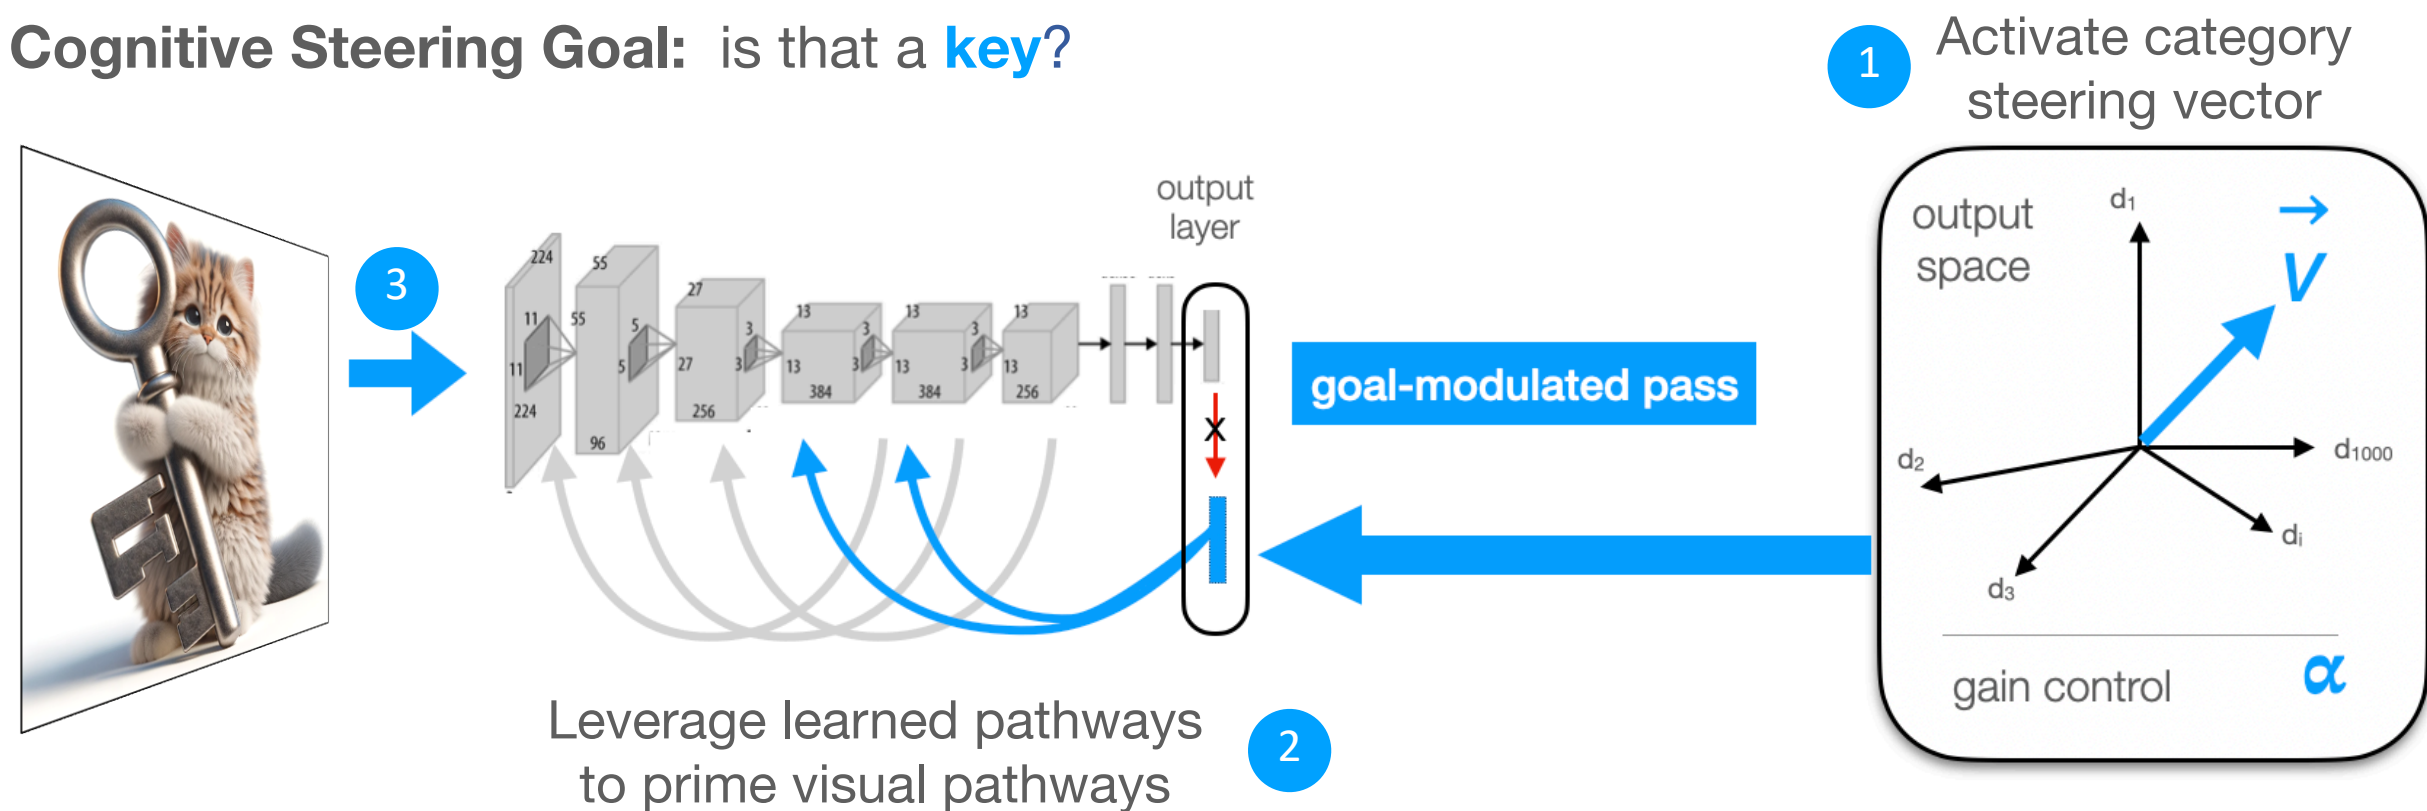 Cognitive Steering Goal: is that a key?
1
Activate category
steering vector
output
layer
3
224
11
11
224
55
55
5
5
96
27
27
3
3
256
13
13
3
3
384
13
13
3
3
384
13
13
256
x
goal-modulated pass
output
space
d1
V
d2
d1000
di
d3
gain control α
Leverage learned pathways
to prime visual pathways
2